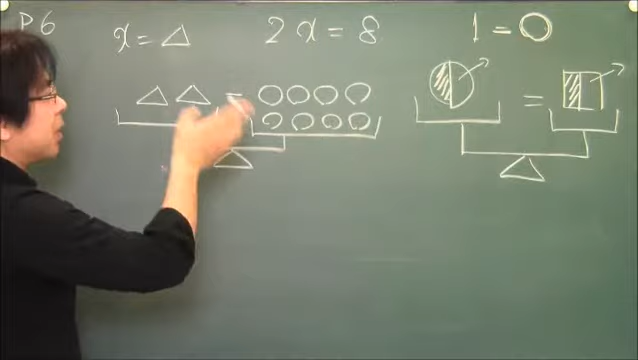 P6
x = △
2x = 8
1 = ○
△ △ = ○ ○ ○ ○
○ ○ ○ ○
=